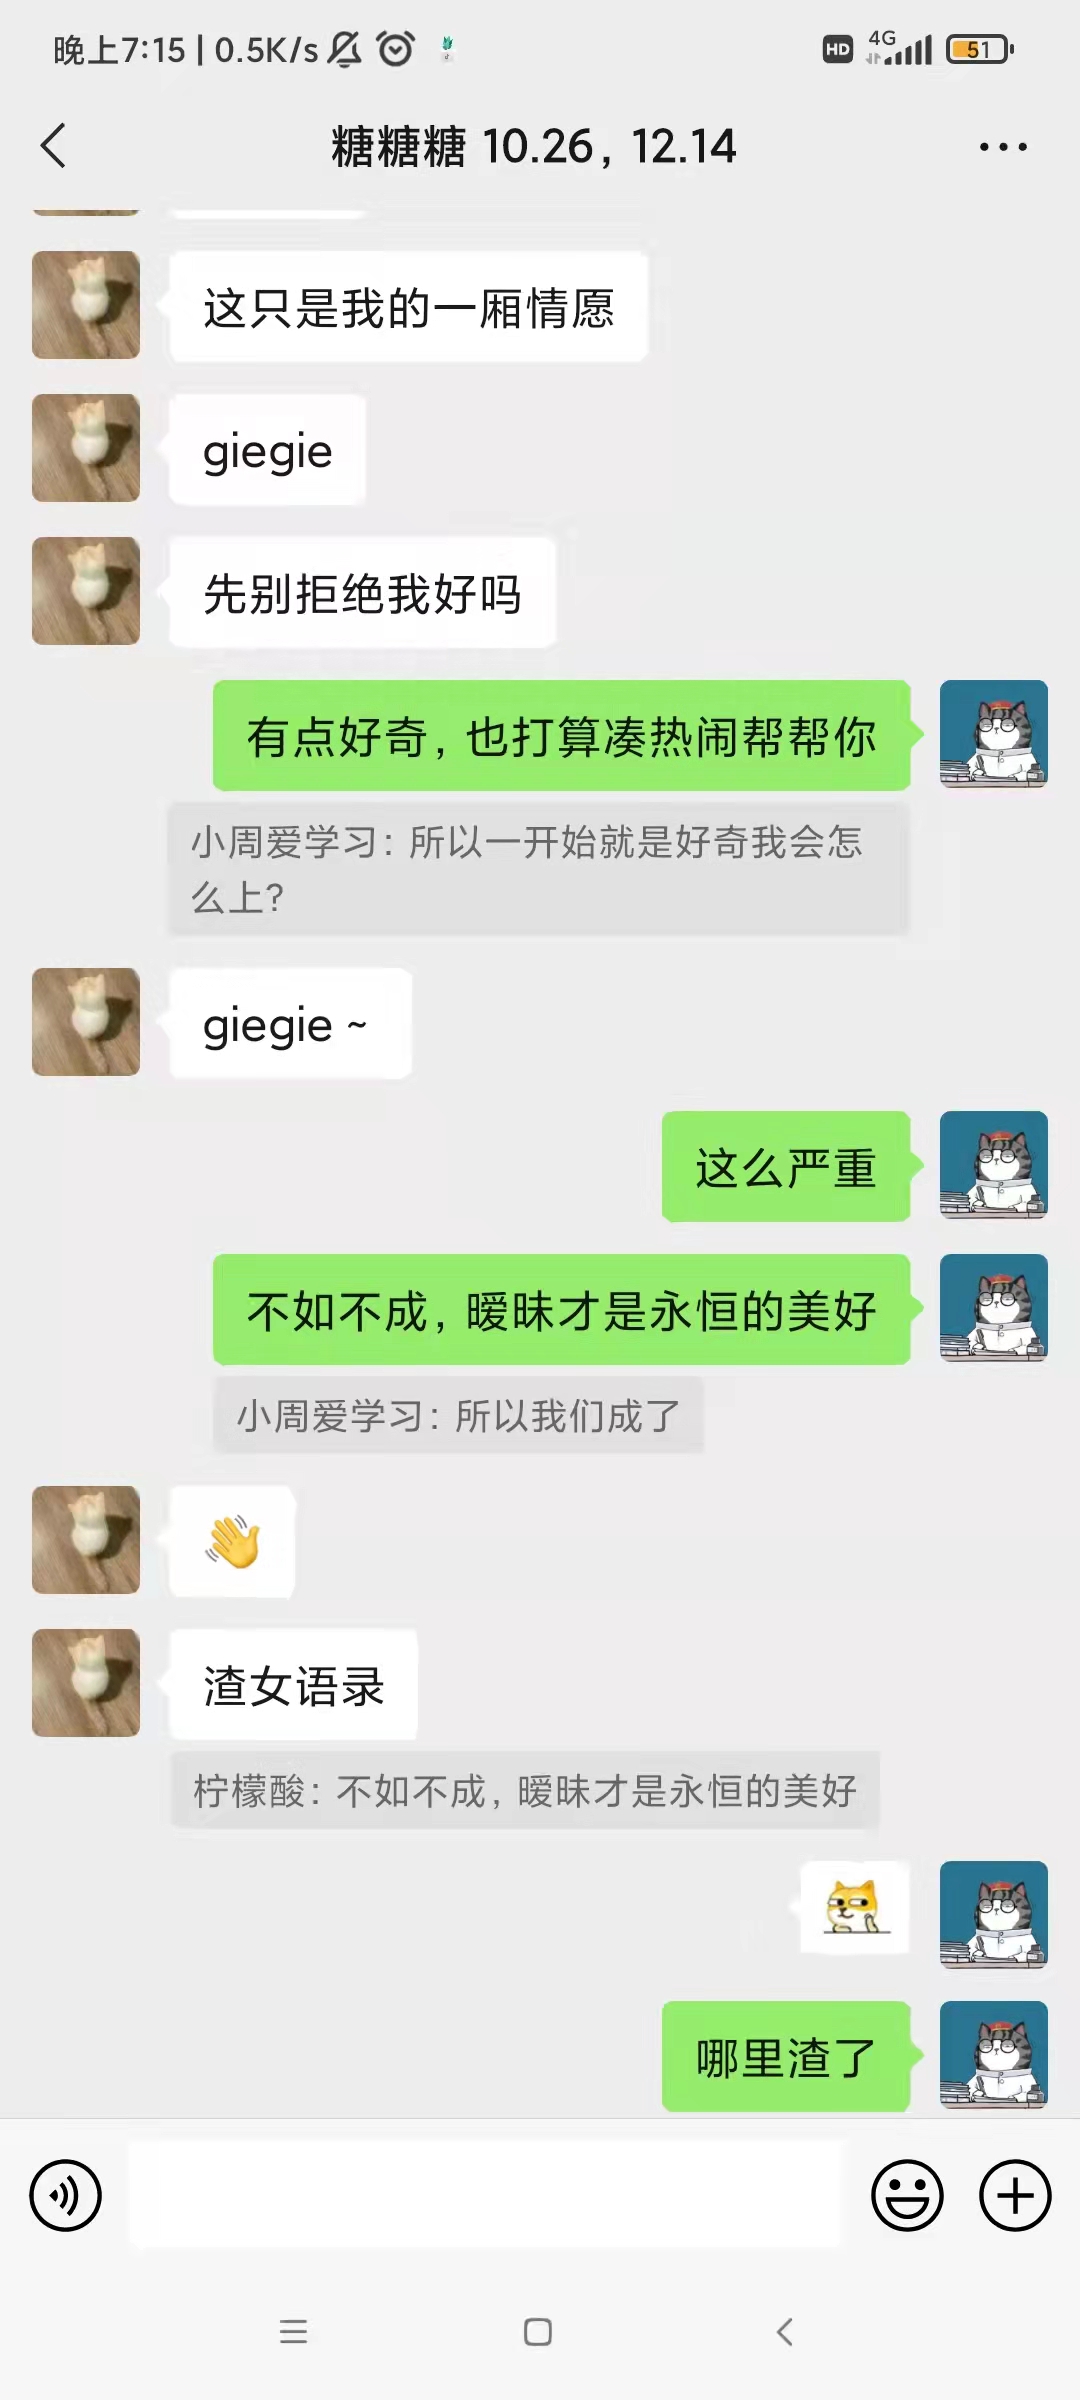 晚上7:15 | 0.5K/s
HD 4G 51
糖糖糖 10.26，12.14
这只是我的一厢情愿
giegie
先别拒绝我好吗
有点好奇，也打算凑热闹帮帮你
小周爱学习：所以一开始就是好奇我会怎
么上？
giegie ~
这么严重
不如不成，暧昧才是永恒的美好
小周爱学习：所以我们成了
渣女语录
柠檬酸：不如不成，暧昧才是永恒的美好
哪里渣了